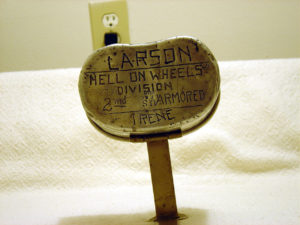 LARSON
"HELL ON WHEELS"
DIVISION
2ND ARMORED
IRENE